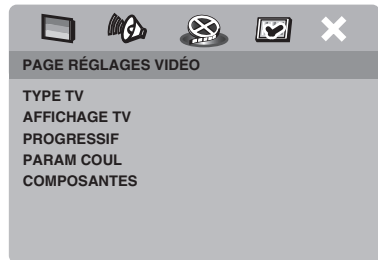 PAGE RÉGLAGES VIDÉO
TYPE TV
AFFICHAGE TV
PROGRESSIF
PARAM COUL
COMPOSANTES